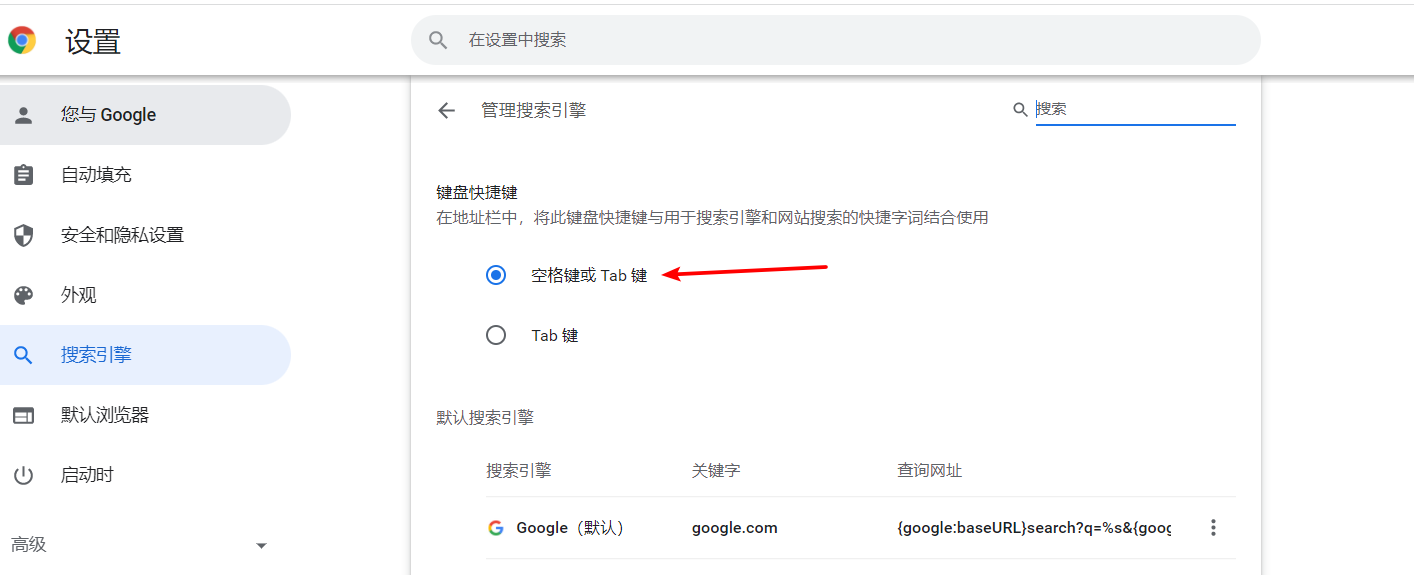 设置
在设置中搜索
您与 Google
自动填充
安全和隐私设置
外观
搜索引擎
默认浏览器
启动时
高级
管理搜索引擎
搜索
键盘快捷键
在地址栏中，将此键盘快捷键与用于搜索引擎和网站搜索的快捷字词结合使用
空格键或 Tab 键
Tab 键
默认搜索引擎
搜索引擎 关键字 查询网址
Google（默认） google.com {google:baseURL}search?q=%s&{goog